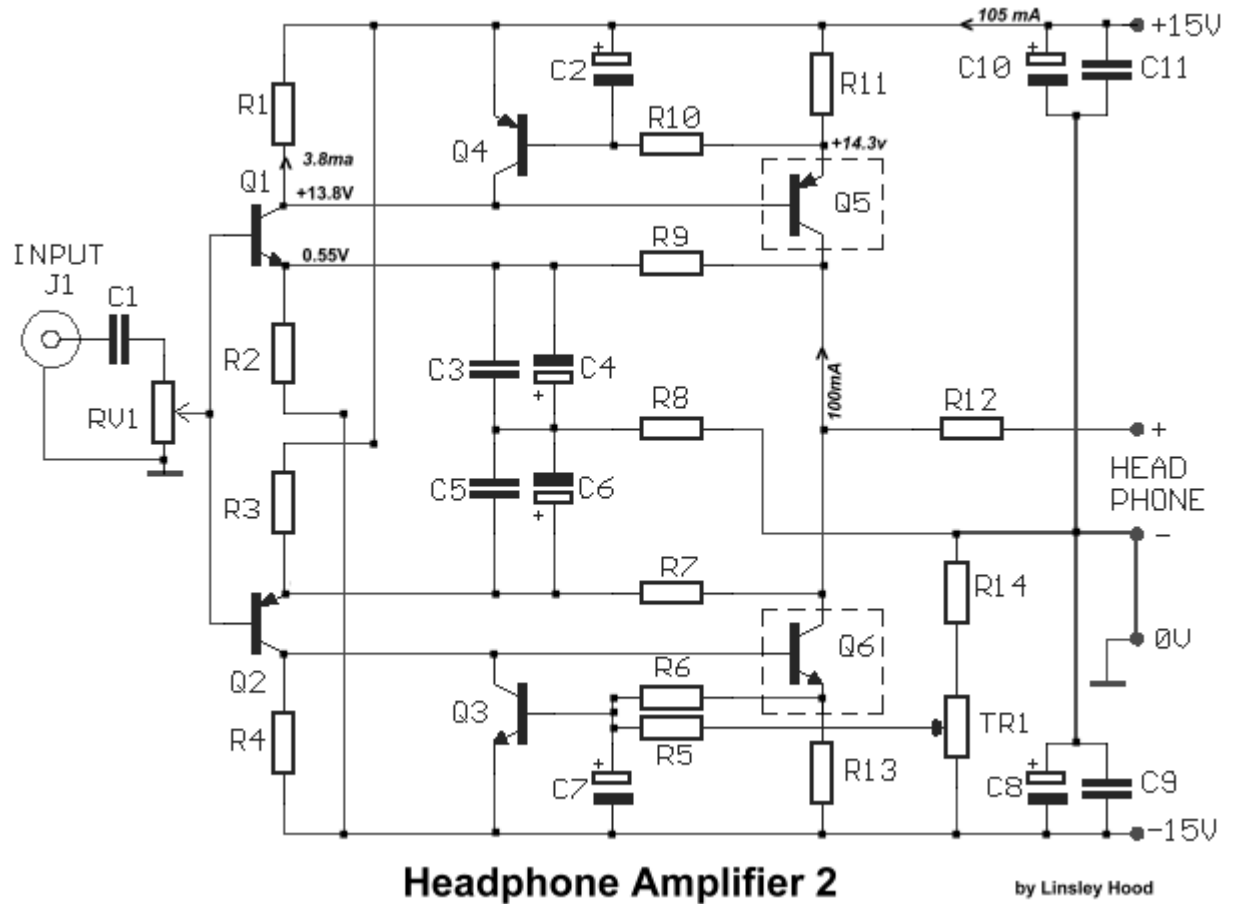 105 mA
+15V
C2
C10
C11
R1
R11
R10
Q4
3.8ma
+14.3v
Q1
+13.8V
Q5
R9
INPUT
0.55V
J1
C1
R2
C3
C4
100mA
R8
R12
RV1
+
HEAD
PHONE
C5
C6
R3
-
R7
R14
0V
Q2
Q6
R6
Q3
TR1
R4
R5
R13
C7
C8
C9
-15V
Headphone Amplifier 2
by Linsley Hood